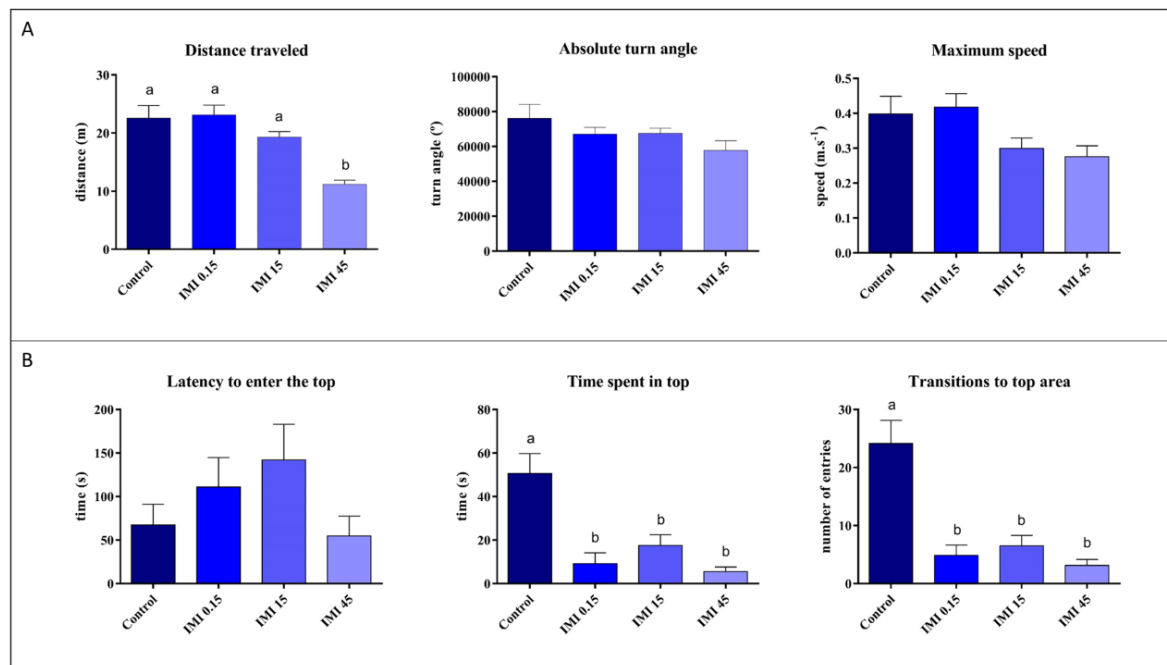 A
Distance traveled
distance (m)
30
20
10
0
a
a
a
b
Control
IMI 0.15
IMI 15
IMI 45
Absolute turn angle
turn angle (º)
100000
80000
60000
40000
20000
0
Control
IMI 0.15
IMI 15
IMI 45
Maximum speed
speed (m.s⁻¹)
0.5
0.4
0.3
0.2
0.1
0.0
Control
IMI 0.15
IMI 15
IMI 45
B
Latency to enter the top
time (s)
200
150
100
50
0
Control
IMI 0.15
IMI 15
IMI 45
Time spent in top
time (s)
80
60
40
20
0
a
b
b
b
Control
IMI 0.15
IMI 15
IMI 45
Transitions to top area
number of entries
30
20
10
0
a
b
b
b
Control
IMI 0.15
IMI 15
IMI 45